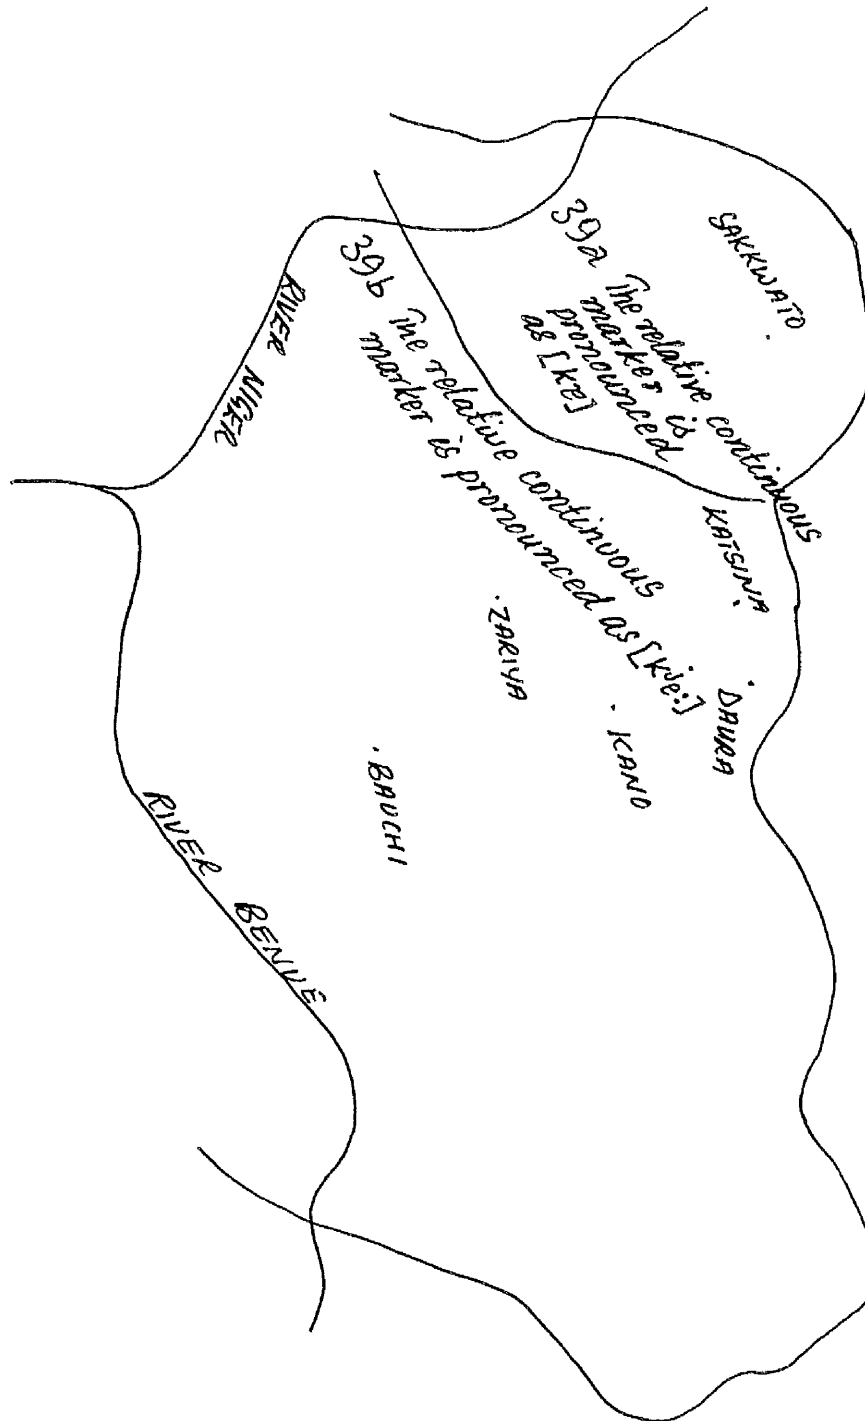 SAKKWATO
39a The relative continuous
marker is
pronounced
as [ke]
KATSINA
DAURA
39b The relative continuous
marker is pronounced as [kʲe:]
KANO
ZARIYA
BAUCHI
RIVER NIGER
RIVER BENUE